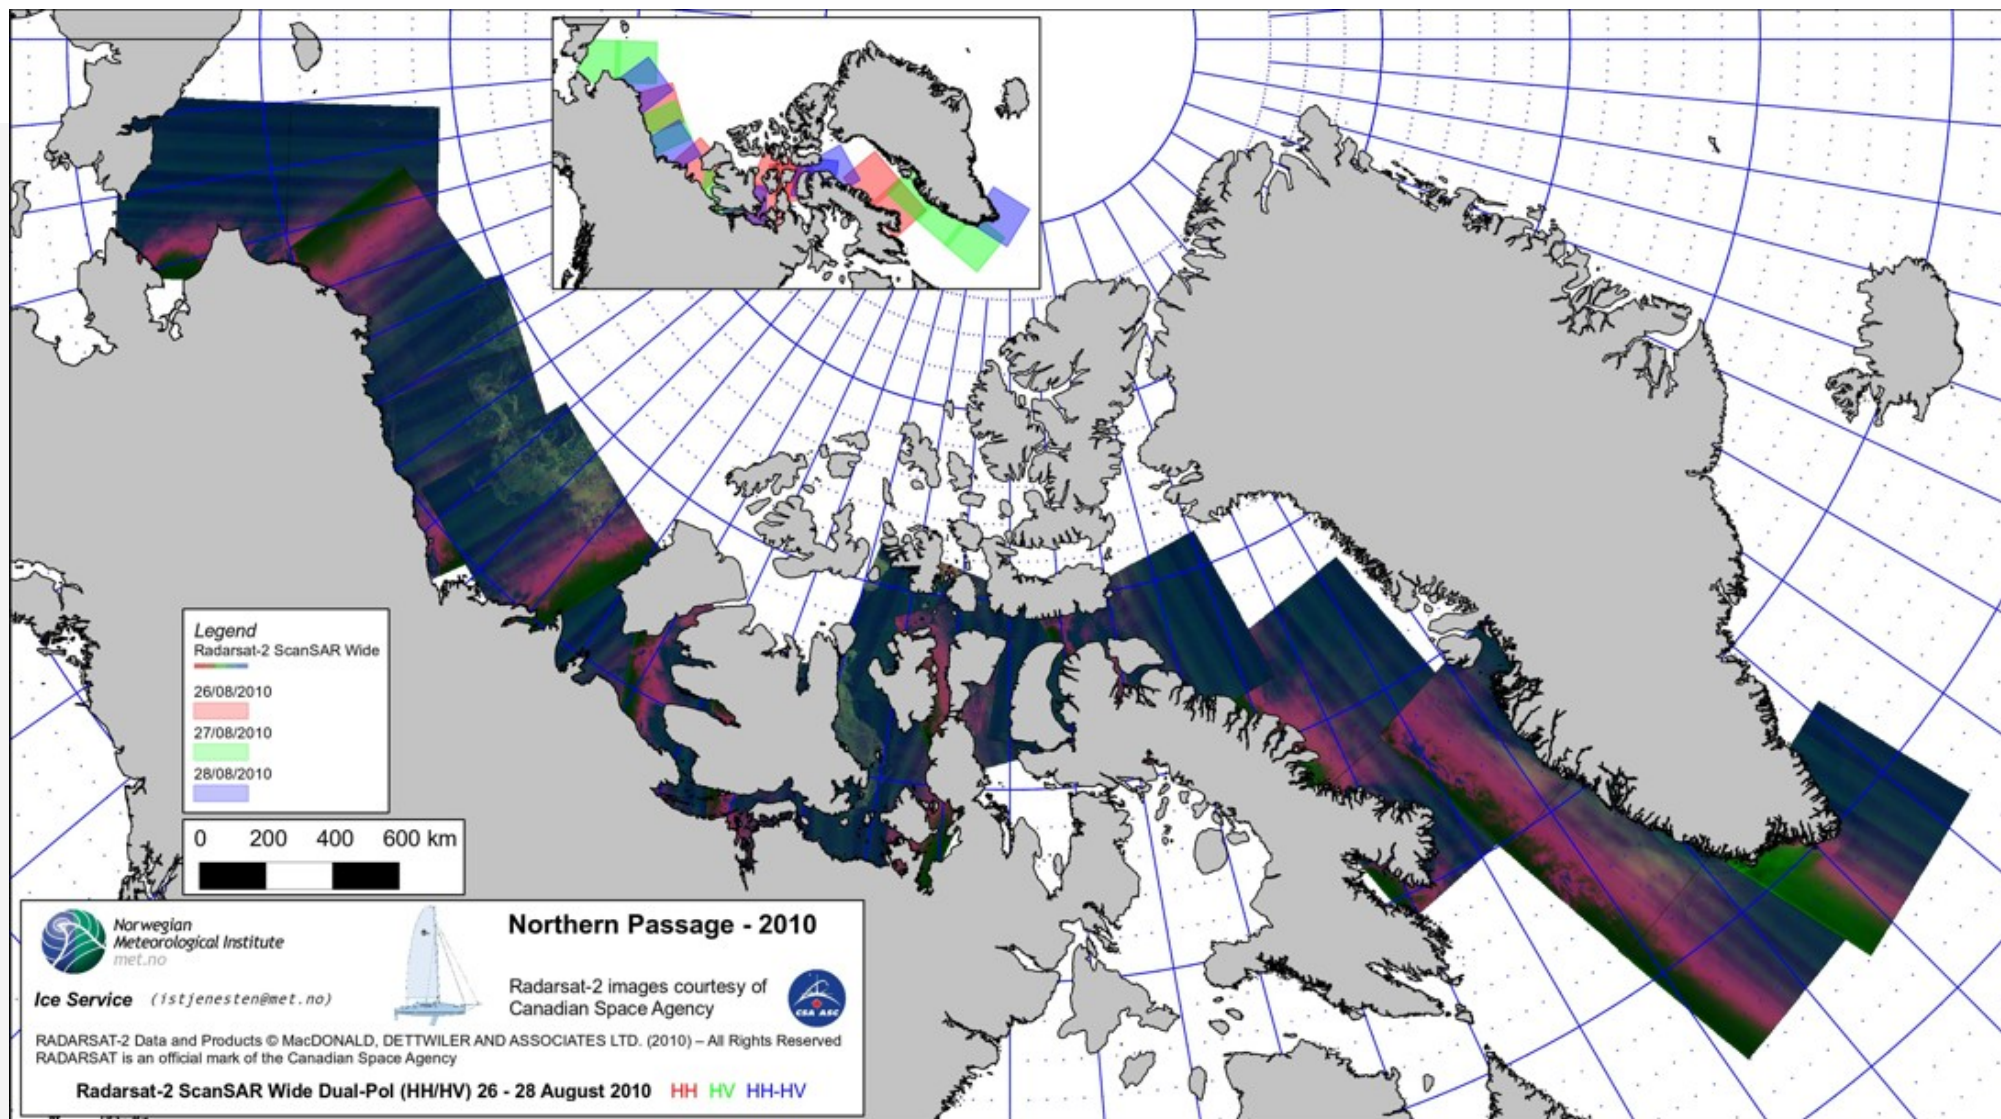 Legend
Radarsat-2 ScanSAR Wide
26/08/2010
27/08/2010
28/08/2010
0 200 400 600 km
Norwegian
Meteorological Institute
met.no
Northern Passage - 2010
Ice Service (istjenesten@met.no)
Radarsat-2 images courtesy of
Canadian Space Agency
CSA ASC
RADARSAT-2 Data and Products © MacDONALD, DETTWILER AND ASSOCIATES LTD. (2010) – All Rights Reserved
RADARSAT is an official mark of the Canadian Space Agency
Radarsat-2 ScanSAR Wide Dual-Pol (HH/HV) 26 - 28 August 2010 HH HV HH-HV